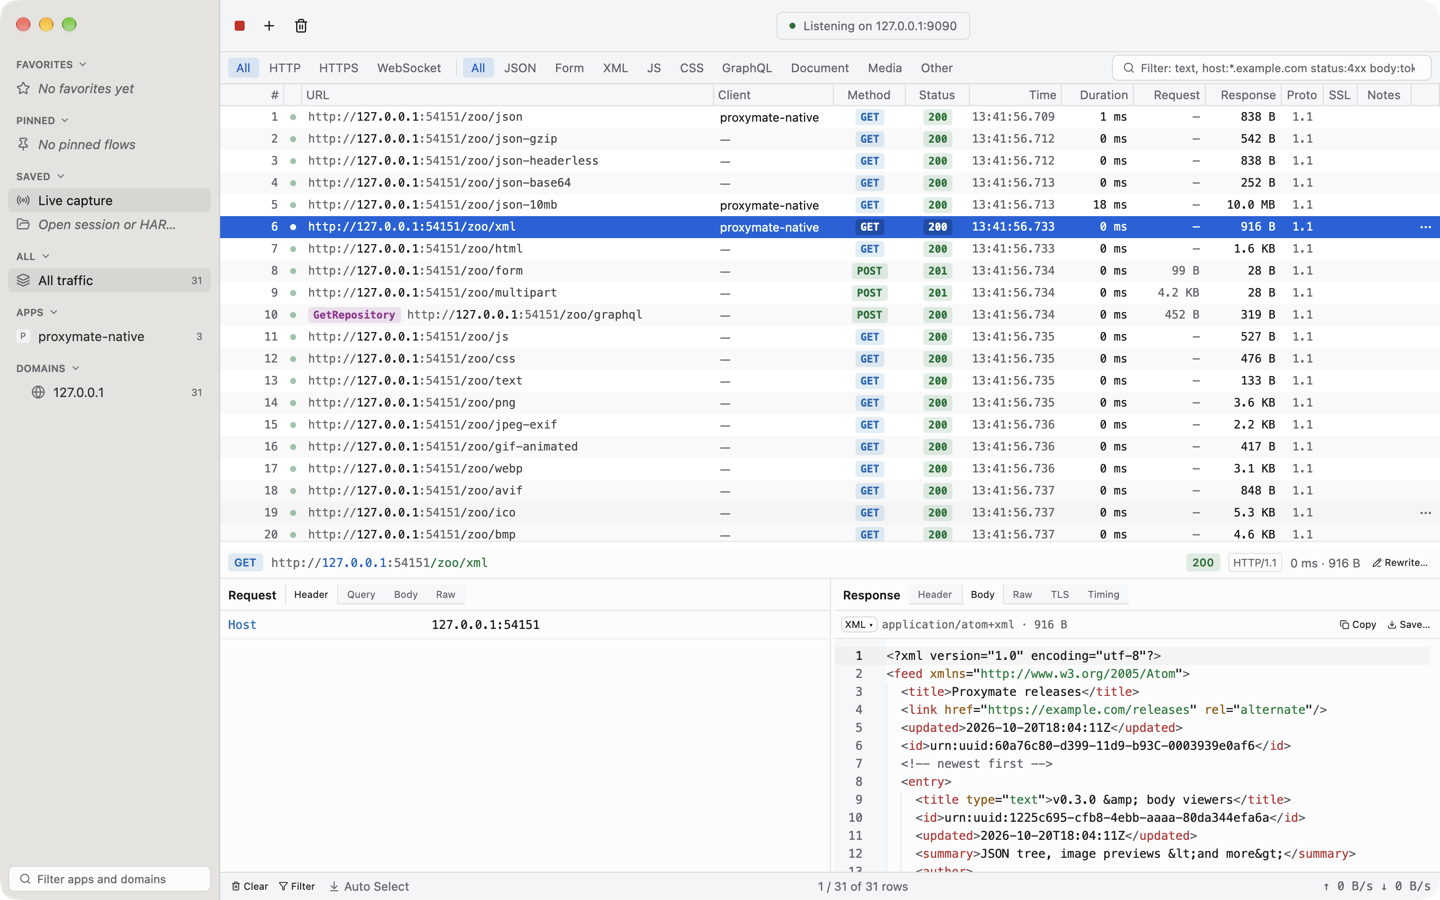 Listening on 127.0.0.1:9090
FAVORITES
No favorites yet
PINNED
No pinned flows
SAVED
Live capture
Open session or HAR...
ALL
All traffic 31
APPS
P proxymate-native 3
DOMAINS
127.0.0.1 31
Filter apps and domains
All HTTP HTTPS WebSocket All JSON Form XML JS CSS GraphQL Document Media Other Filter: text, host:*.example.com status:4xx body:tok
# URL Client Method Status Time Duration Request Response Proto SSL Notes
1 http://127.0.0.1:54151/zoo/json proxymate-native GET 200 13:41:56.709 1 ms – 838 B 1.1
2 http://127.0.0.1:54151/zoo/json-gzip — GET 200 13:41:56.712 0 ms – 542 B 1.1
3 http://127.0.0.1:54151/zoo/json-headerless — GET 200 13:41:56.712 0 ms – 838 B 1.1
4 http://127.0.0.1:54151/zoo/json-base64 — GET 200 13:41:56.713 0 ms – 252 B 1.1
5 http://127.0.0.1:54151/zoo/json-10mb proxymate-native GET 200 13:41:56.713 18 ms – 10.0 MB 1.1
6 http://127.0.0.1:54151/zoo/xml proxymate-native GET 200 13:41:56.733 0 ms – 916 B 1.1 ...
7 http://127.0.0.1:54151/zoo/html — GET 200 13:41:56.733 0 ms – 1.6 KB 1.1
8 http://127.0.0.1:54151/zoo/form — POST 201 13:41:56.734 0 ms 99 B 28 B 1.1
9 http://127.0.0.1:54151/zoo/multipart — POST 201 13:41:56.734 0 ms 4.2 KB 28 B 1.1
10 GetRepository http://127.0.0.1:54151/zoo/graphql — POST 200 13:41:56.734 0 ms 452 B 319 B 1.1
11 http://127.0.0.1:54151/zoo/js — GET 200 13:41:56.735 0 ms – 527 B 1.1
12 http://127.0.0.1:54151/zoo/css — GET 200 13:41:56.735 0 ms – 476 B 1.1
13 http://127.0.0.1:54151/zoo/text — GET 200 13:41:56.735 0 ms – 133 B 1.1
14 http://127.0.0.1:54151/zoo/png — GET 200 13:41:56.735 0 ms – 3.6 KB 1.1
15 http://127.0.0.1:54151/zoo/jpeg-exif — GET 200 13:41:56.736 0 ms – 2.2 KB 1.1
16 http://127.0.0.1:54151/zoo/gif-animated — GET 200 13:41:56.736 0 ms – 417 B 1.1
17 http://127.0.0.1:54151/zoo/webp — GET 200 13:41:56.736 0 ms – 3.1 KB 1.1
18 http://127.0.0.1:54151/zoo/avif — GET 200 13:41:56.737 0 ms – 848 B 1.1
19 http://127.0.0.1:54151/zoo/ico — GET 200 13:41:56.737 0 ms – 5.3 KB 1.1 ...
20 http://127.0.0.1:54151/zoo/bmp — GET 200 13:41:56.737 0 ms – 4.6 KB 1.1
GET http://127.0.0.1:54151/zoo/xml 200 HTTP/1.1 0 ms · 916 B Rewrite...
Request Header Query Body Raw
Host 127.0.0.1:54151
Response Header Body Raw TLS Timing
XML application/atom+xml · 916 B Copy Save...
1 <?xml version="1.0" encoding="utf-8"?>
2 <feed xmlns="http://www.w3.org/2005/Atom">
3 <title>Proxymate releases</title>
4 <link href="https://example.com/releases" rel="alternate"/>
5 <updated>2026-10-20T18:04:11Z</updated>
6 <id>urn:uuid:60a76c80-d399-11d9-b93C-0003939e0af6</id>
7 <!-- newest first -->
8 <entry>
9 <title type="text">v0.3.0 &amp; body viewers</title>
10 <id>urn:uuid:1225c695-cfb8-4ebb-aaaa-80da344efa6a</id>
11 <updated>2026-10-20T18:04:11Z</updated>
12 <summary>JSON tree, image previews &lt;and more&gt;</summary>
13 <author>
Clear Filter Auto Select 1 / 31 of 31 rows ↑ 0 B/s ↓ 0 B/s